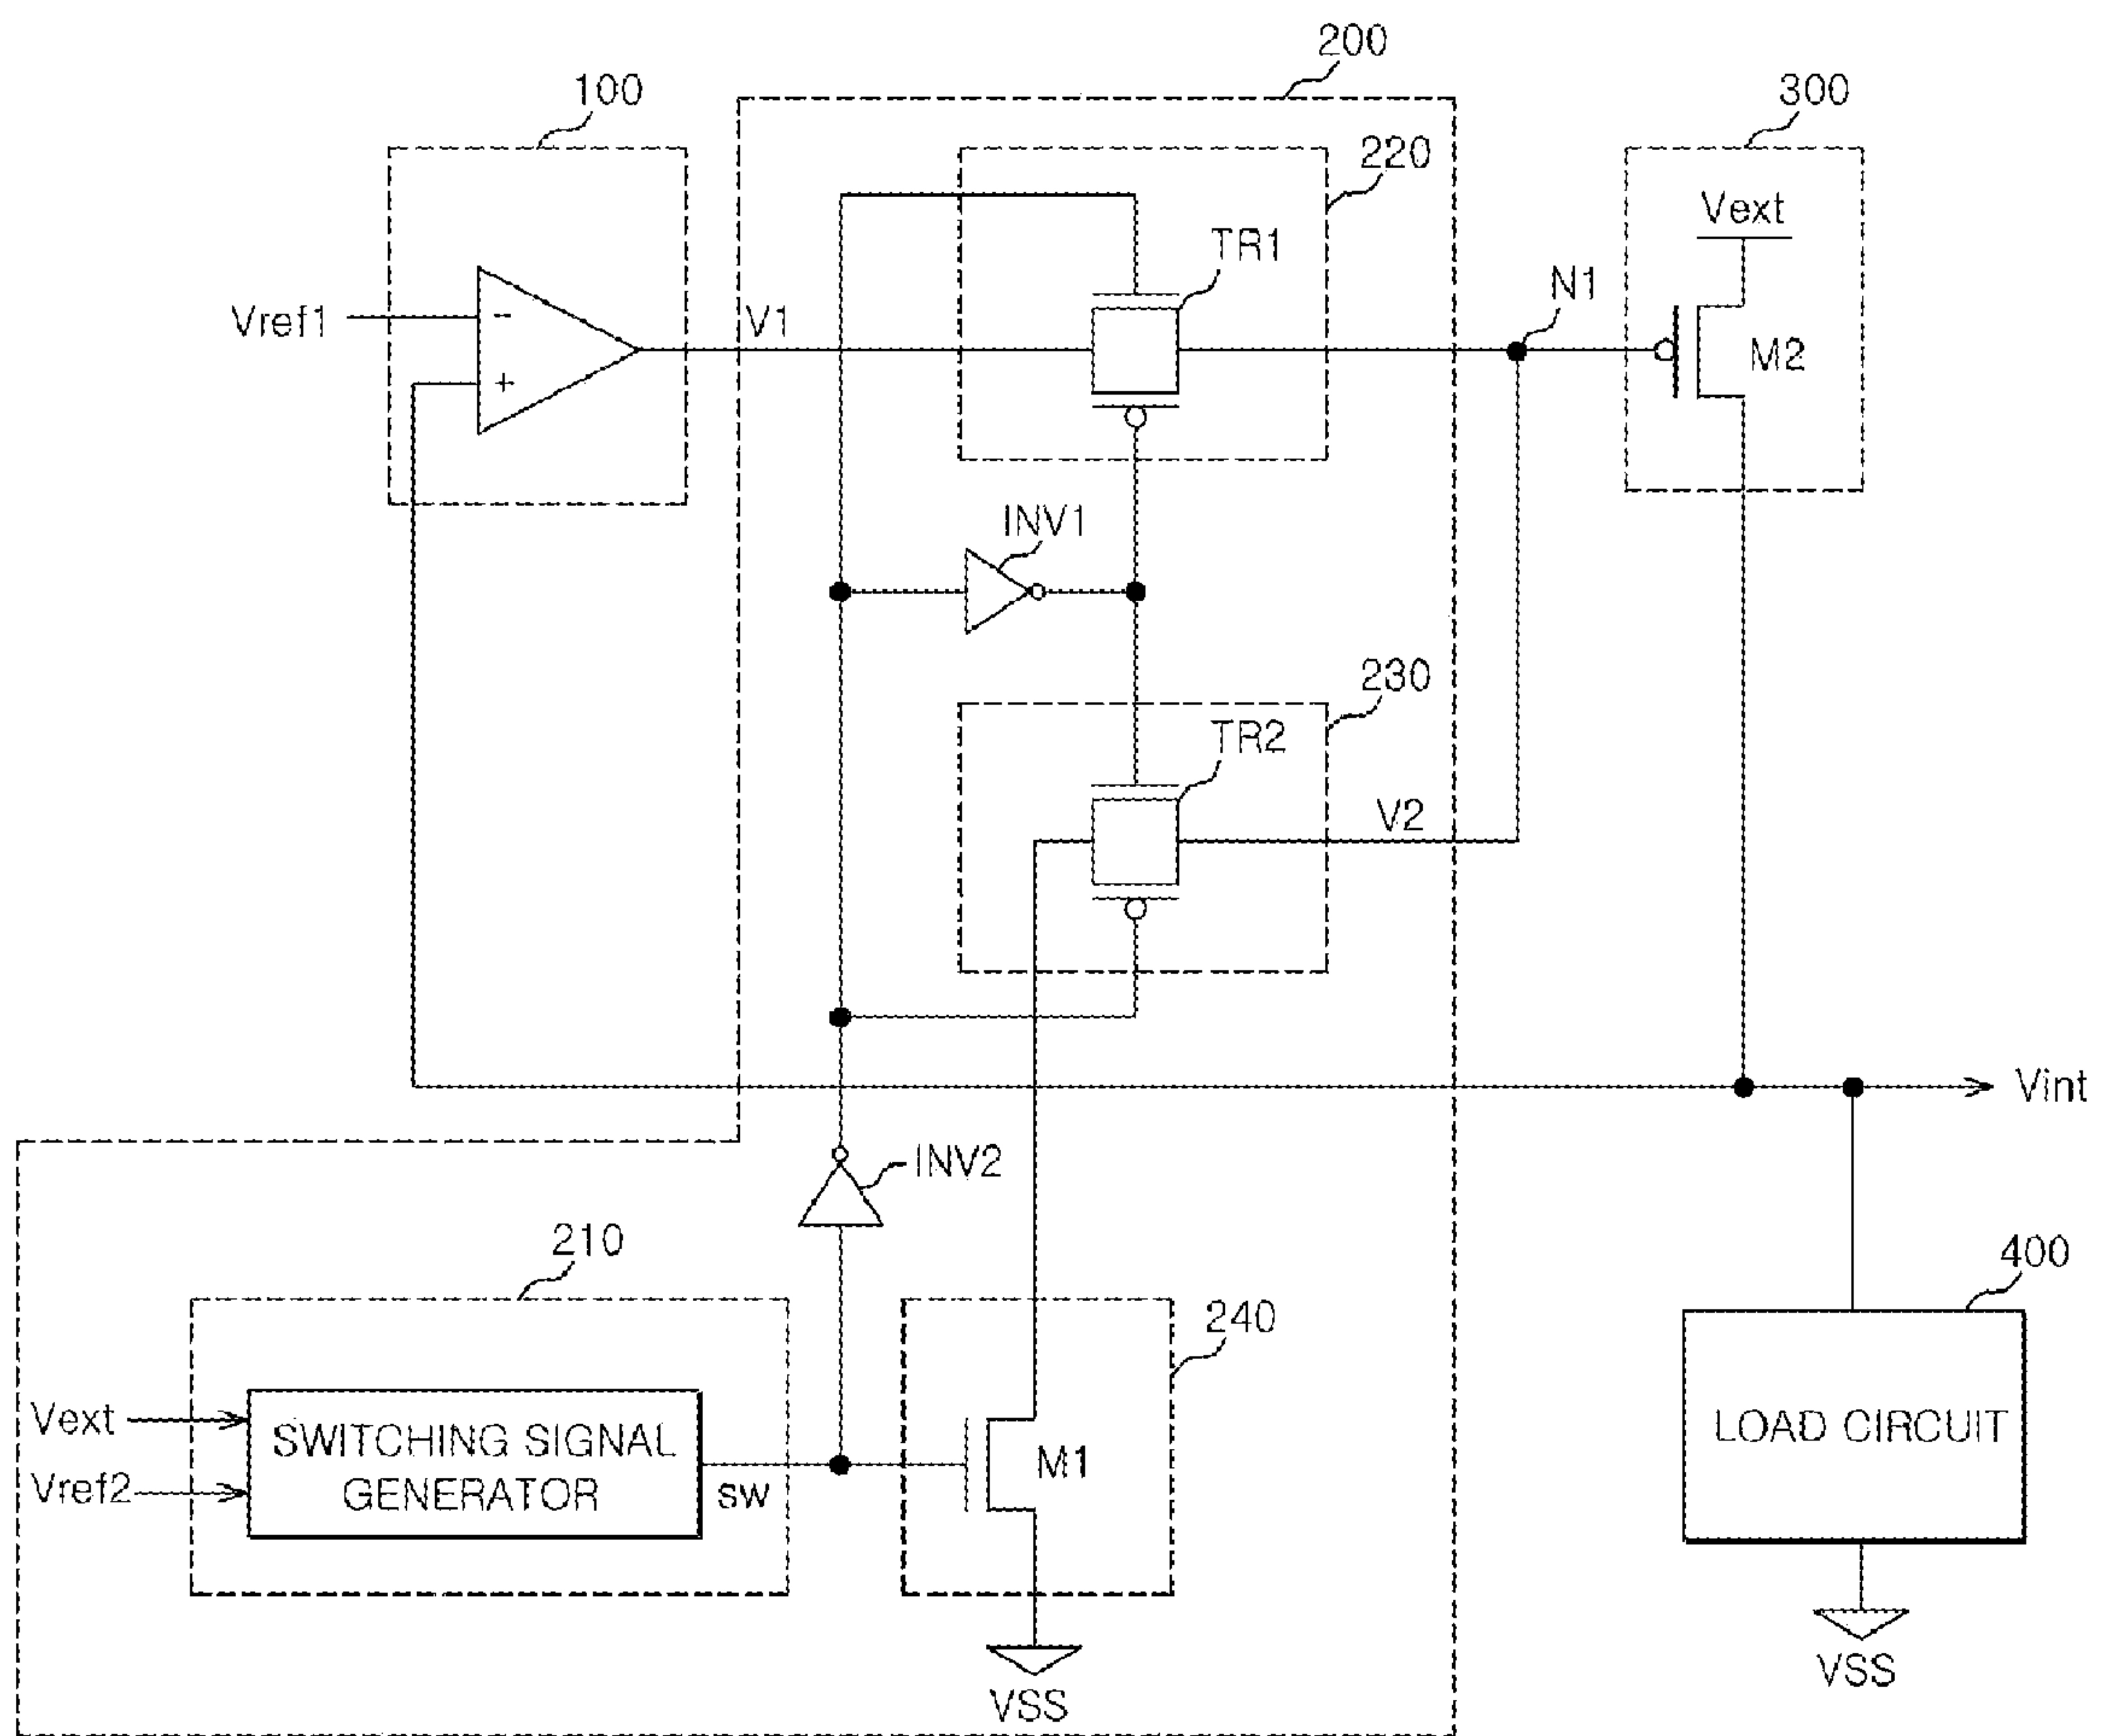 200
100
300
220
Vext
TR1
N1
Vref1
−
V1
M2
+
INV1
230
TR2
V2
Vint
INV2
210
400
240
Vext
SWITCHING SIGNAL
GENERATOR
Vref2
sw
M1
LOAD CIRCUIT
VSS
VSS